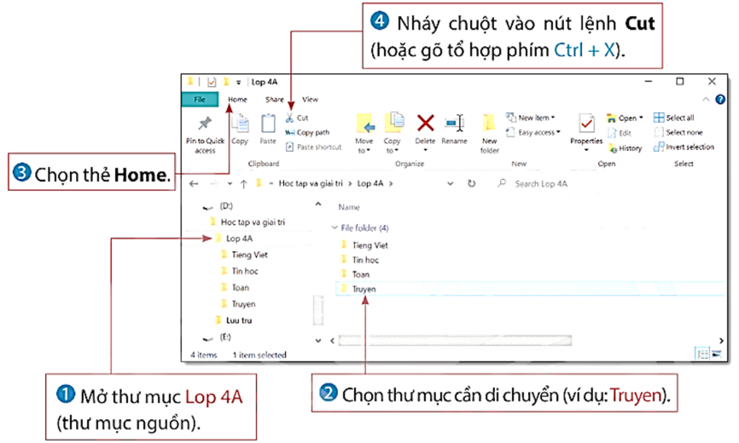 4 Nháy chuột vào nút lệnh Cut
(hoặc gõ tổ hợp phím Ctrl + X).
Lop 4A
File Home Share View
Pin to Quick
access
Copy
Paste
Cut
Copy path
Paste shortcut
Move
to
Copy
to
Delete
Rename
New
folder
New item
Easy access
Properties
Open
Edit
History
Select all
Select none
Invert selection
Clipboard Organize New Open Select
3 Chọn thẻ Home.
Hoc tap va giai tri > Lop 4A >
Search Lop 4A
(D:)
Hoc tap va giai tri
Lop 4A
Tieng Viet
Tin hoc
Toan
Truyen
Luu tru
(E:)
Name
File folder (4)
Tieng Viet
Tin hoc
Toan
Truyen
4 items 1 item selected
1 Mở thư mục Lop 4A
(thư mục nguồn).
2 Chọn thư mục cần di chuyển (ví dụ: Truyen).